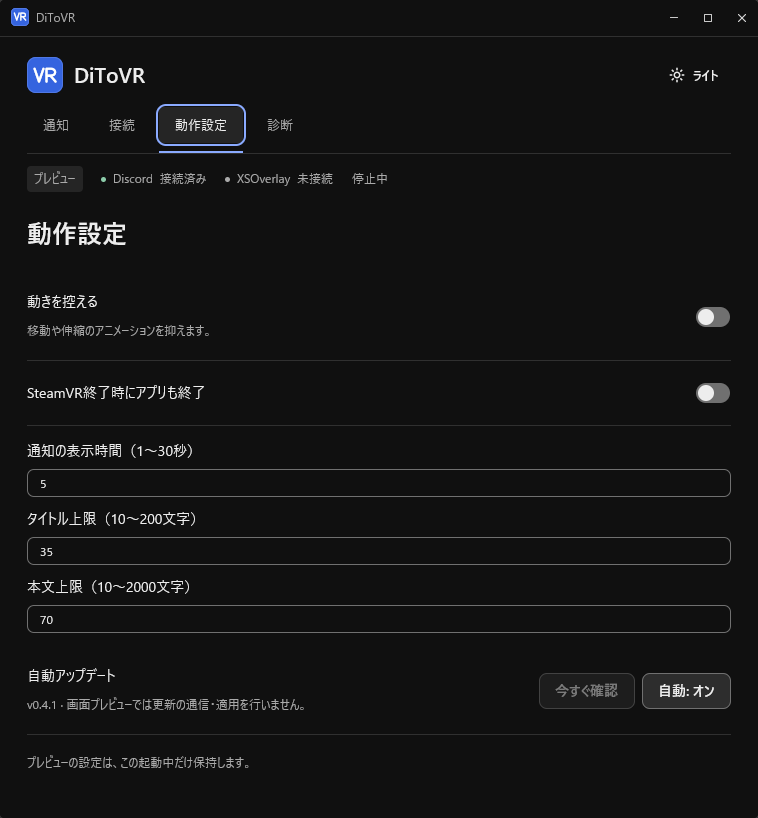 VR DiToVR
VR DiToVR ライト
通知 接続 動作設定 診断
プレビュー Discord 接続済み XSOverlay 未接続 停止中
動作設定
動きを控える
移動や伸縮のアニメーションを抑えます。
SteamVR終了時にアプリも終了
通知の表示時間（1～30秒）
5
タイトル上限（10～200文字）
35
本文上限（10～2000文字）
70
自動アップデート
v0.4.1 · 画面プレビューでは更新の通信・適用を行いません。
今すぐ確認 自動: オン
プレビューの設定は、この起動中だけ保持します。